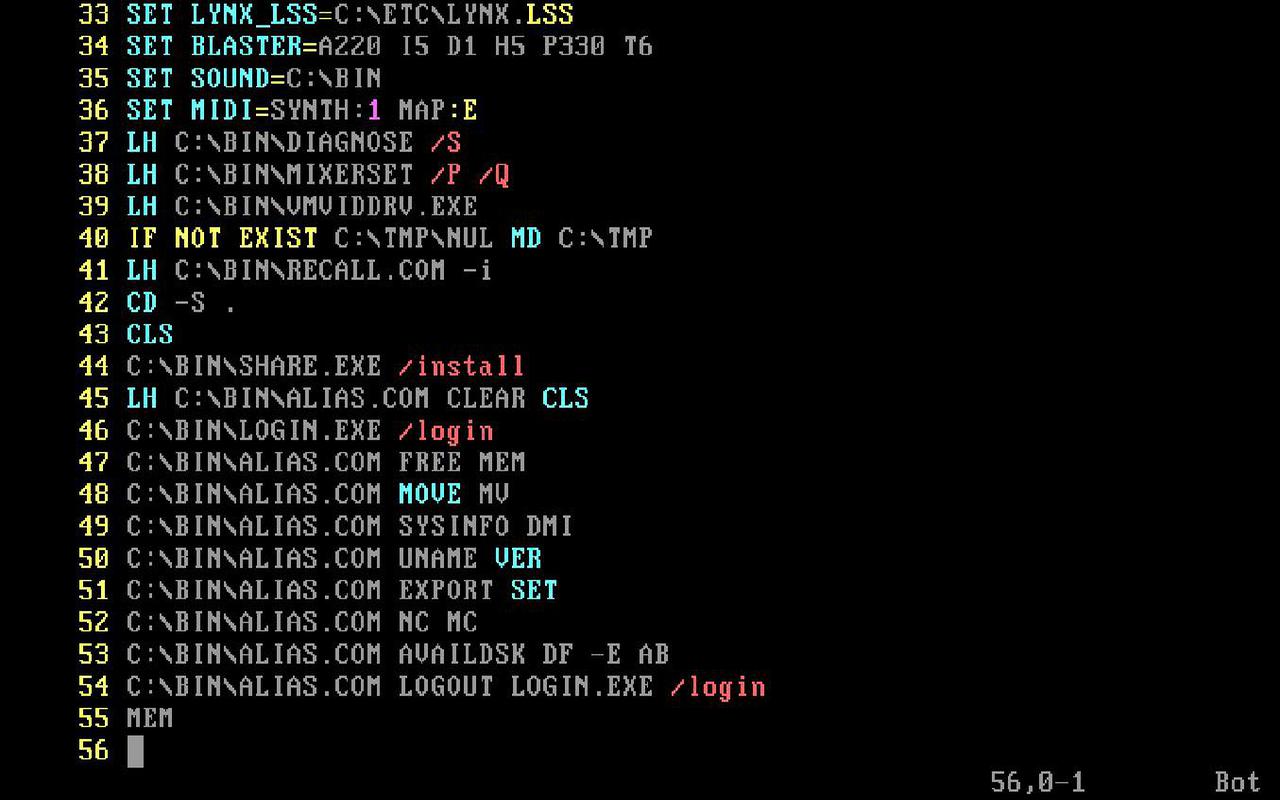 33 SET LYNX_LSS=C:\ETC\LYNX.LSS
34 SET BLASTER=A220 I5 D1 H5 P330 T6
35 SET SOUND=C:\BIN
36 SET MIDI=SYNTH:1 MAP:E
37 LH C:\BIN\DIAGNOSE /S
38 LH C:\BIN\MIXERSET /P /Q
39 LH C:\BIN\VMVIDDRV.EXE
40 IF NOT EXIST C:\TMP\NUL MD C:\TMP
41 LH C:\BIN\RECALL.COM -i
42 CD -S .
43 CLS
44 C:\BIN\SHARE.EXE /install
45 LH C:\BIN\ALIAS.COM CLEAR CLS
46 C:\BIN\LOGIN.EXE /login
47 C:\BIN\ALIAS.COM FREE MEM
48 C:\BIN\ALIAS.COM MOVE MV
49 C:\BIN\ALIAS.COM SYSINFO DMI
50 C:\BIN\ALIAS.COM UNAME VER
51 C:\BIN\ALIAS.COM EXPORT SET
52 C:\BIN\ALIAS.COM NC MC
53 C:\BIN\ALIAS.COM AVAILDSK DF -E AB
54 C:\BIN\ALIAS.COM LOGOUT LOGIN.EXE /login
55 MEM
56
56,0-1 Bot